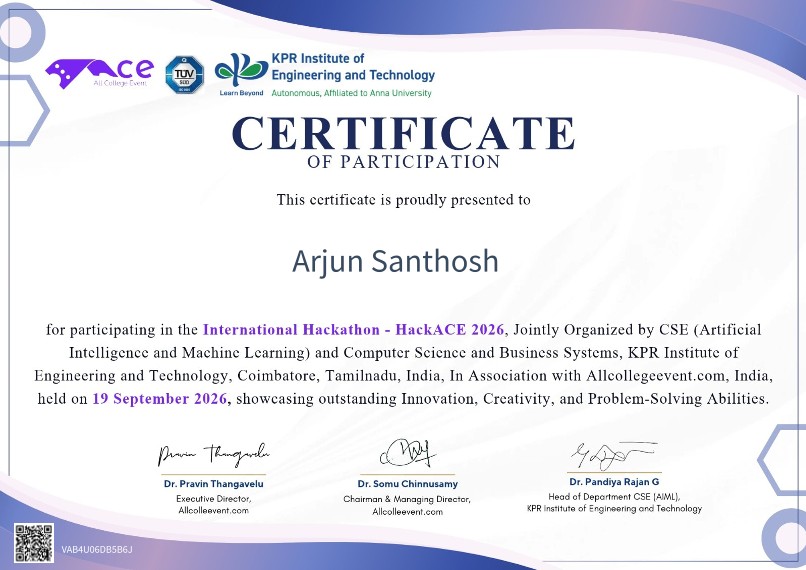 ace
All College Event
TUV
SUD
KPR Institute of
Engineering and Technology
Learn Beyond
Autonomous, Affiliated to Anna University
CERTIFICATE
OF PARTICIPATION
This certificate is proudly presented to
Arjun Santhosh
for participating in the International Hackathon - HackACE 2026, Jointly Organized by CSE (Artificial
Intelligence and Machine Learning) and Computer Science and Business Systems, KPR Institute of
Engineering and Technology, Coimbatore, Tamilnadu, India, In Association with Allcollegeevent.com, India,
held on 19 September 2026, showcasing outstanding Innovation, Creativity, and Problem-Solving Abilities.
Pravin Thangavelu
Dr. Pravin Thangavelu
Executive Director,
Allcolleevent.com
Dr. Somu Chinnusamy
Chairman & Managing Director,
Allcolleevent.com
Dr. Pandiya Rajan G
Head of Department CSE (AIML),
KPR Institute of Engineering and Technology
VAB4U06DB5B6J